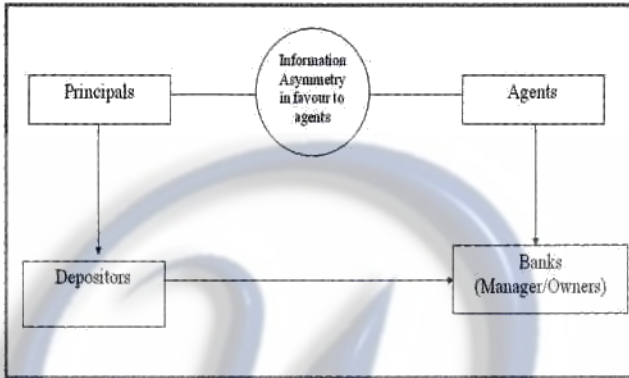 Information
Asymmetry
in favour to
agents
Principals
Agents
Depositors
Banks
(Manager/Owners)